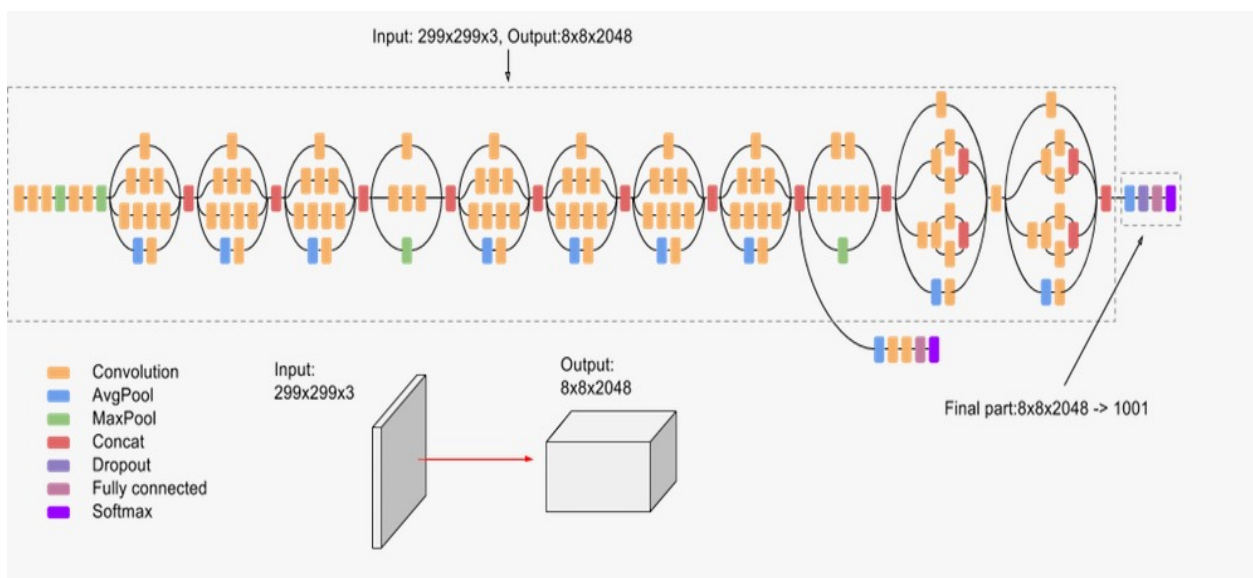 Input: 299x299x3, Output:8x8x2048
Convolution
AvgPool
MaxPool
Concat
Dropout
Fully connected
Softmax
Input:
299x299x3
Output:
8x8x2048
Final part:8x8x2048 -> 1001